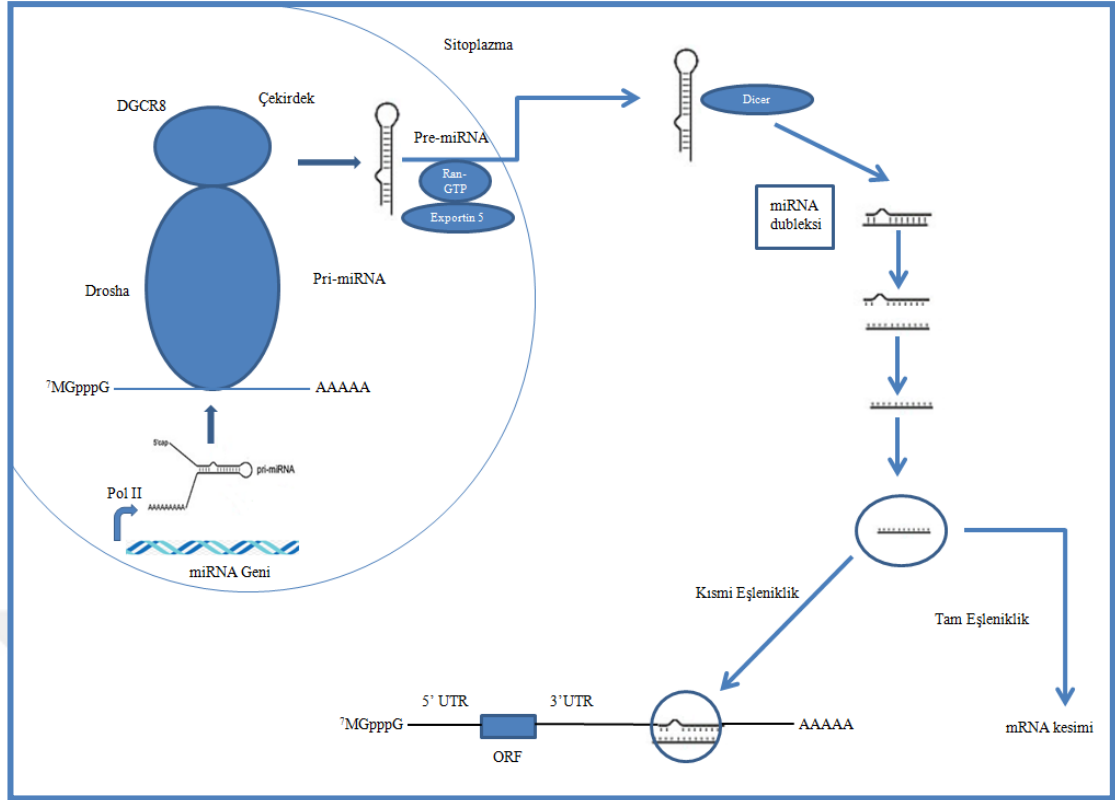 Sitoplazma
DGCR8
Çekirdek
Pre-miRNA
Ran-
GTP
Exportin 5
Dicer
miRNA
dubleksi
Drosha
Pri-miRNA
⁷MGpppG
AAAAA
5'cap
pri-miRNA
Pol II
AAAAAAAAA
miRNA Geni
Kısmi Eşleniklik
Tam Eşleniklik
5’ UTR
3’UTR
⁷MGpppG
AAAAA
ORF
mRNA kesimi